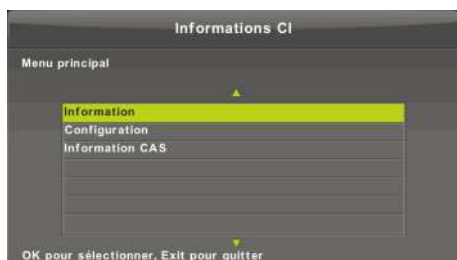 Informations CI
Menu principal
Information
Configuration
Information CAS
OK pour sélectionner, Exit pour quitter